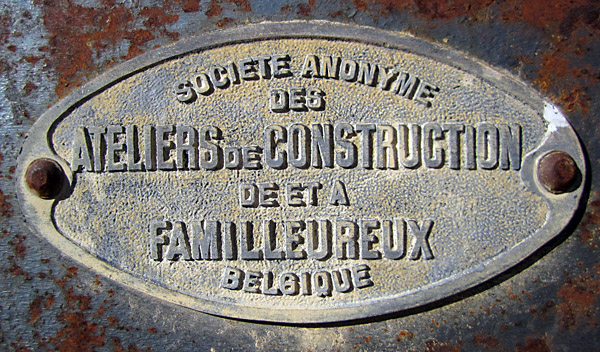 SOCIETE ANONYME
DES
ATELIERS DE CONSTRUCTION
DE ET A
FAMILLEUREUX
BELGIQUE